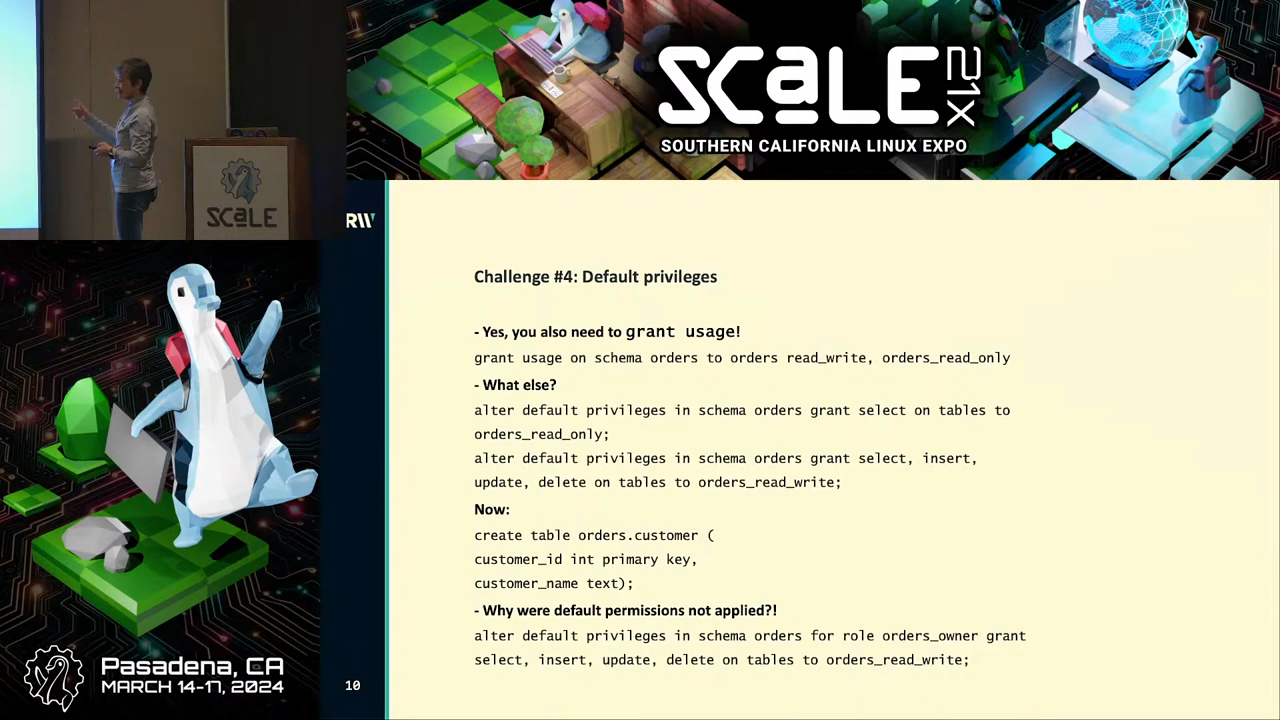 SCALE 21X
SOUTHERN CALIFORNIA LINUX EXPO
SCALE
RW
Challenge #4: Default privileges
- Yes, you also need to grant usage!
grant usage on schema orders to orders read_write, orders_read_only
- What else?
alter default privileges in schema orders grant select on tables to
orders_read_only;
alter default privileges in schema orders grant select, insert,
update, delete on tables to orders_read_write;
Now:
create table orders.customer (
customer_id int primary key,
customer_name text);
- Why were default permissions not applied?!
alter default privileges in schema orders for role orders_owner grant
select, insert, update, delete on tables to orders_read_write;
10
Pasadena, CA
MARCH 14-17, 2024